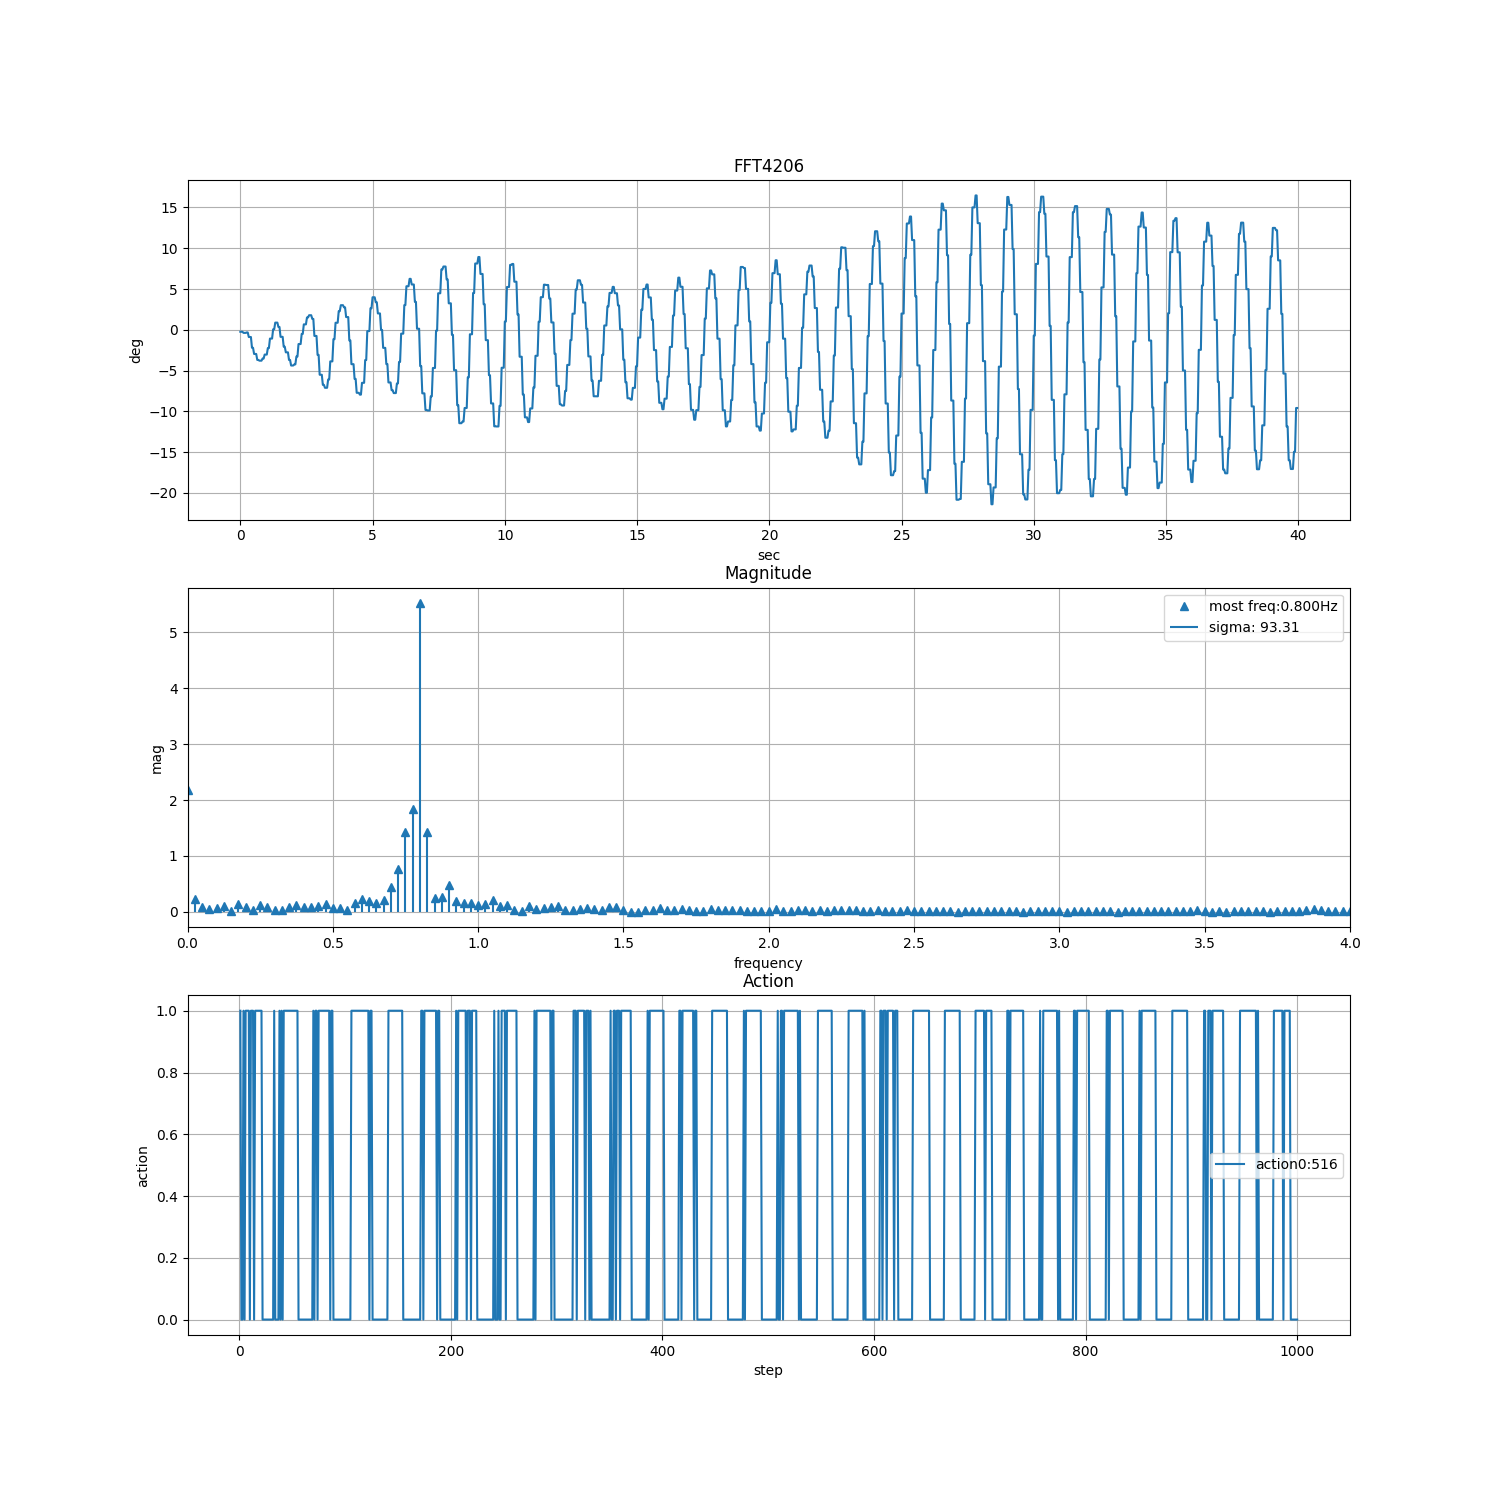 FFT4206
15
10
5
0
−5
−10
−15
−20
deg
0 5 10 15 20 25 30 35 40
sec
Magnitude
most freq:0.800Hz
sigma: 93.31
5
4
3
2
1
0
mag
0.0 0.5 1.0 1.5 2.0 2.5 3.0 3.5 4.0
frequency
Action
1.0
0.8
0.6
0.4
0.2
0.0
action
action0:516
0 200 400 600 800 1000
step